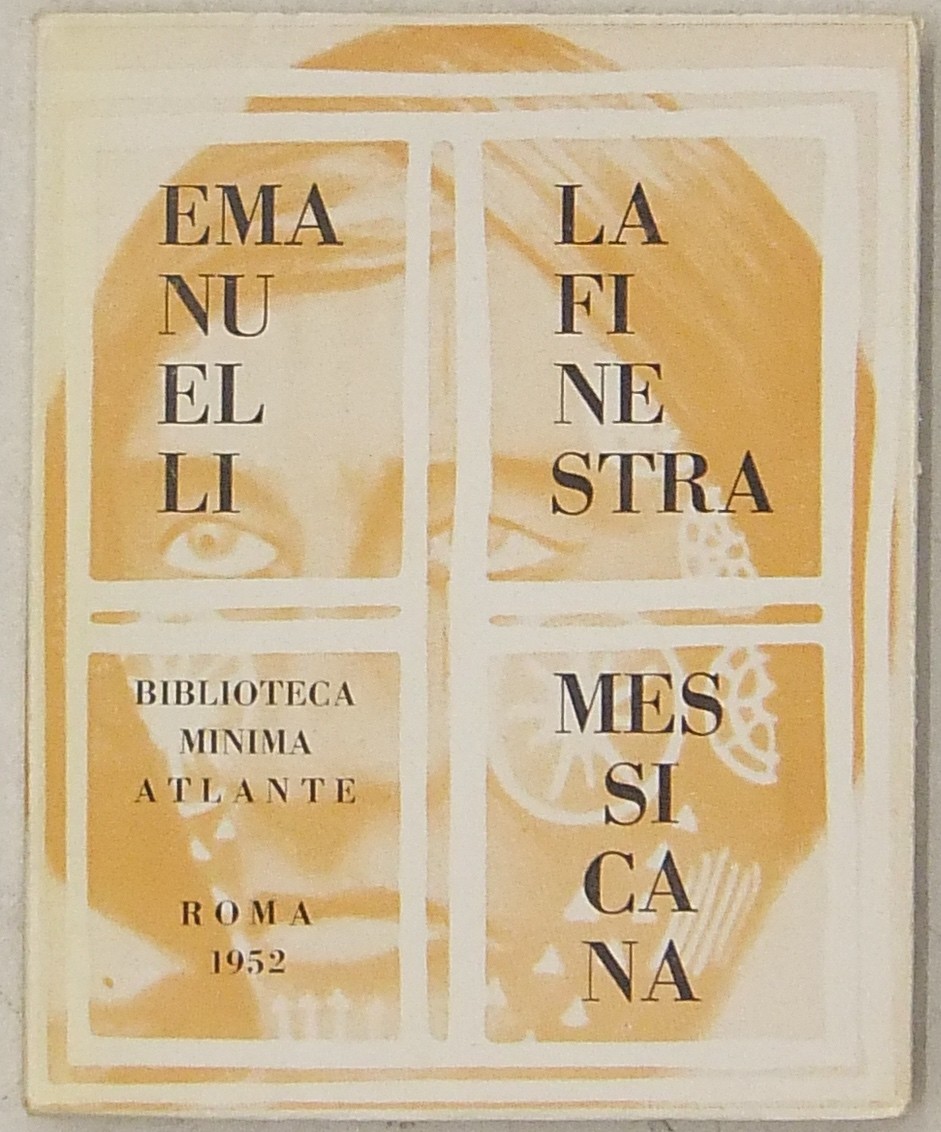 EMA
NU
EL
LI
LA
FI
NE
STRA
MES
SI
CA
NA
BIBLIOTECA
MINIMA
ATLANTE
ROMA
1952